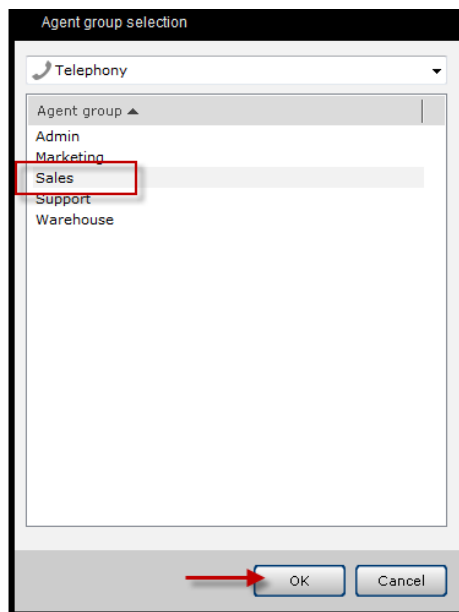 Agent group selection
Telephony
Agent group
Admin
Marketing
Sales
Support
Warehouse
OK
Cancel